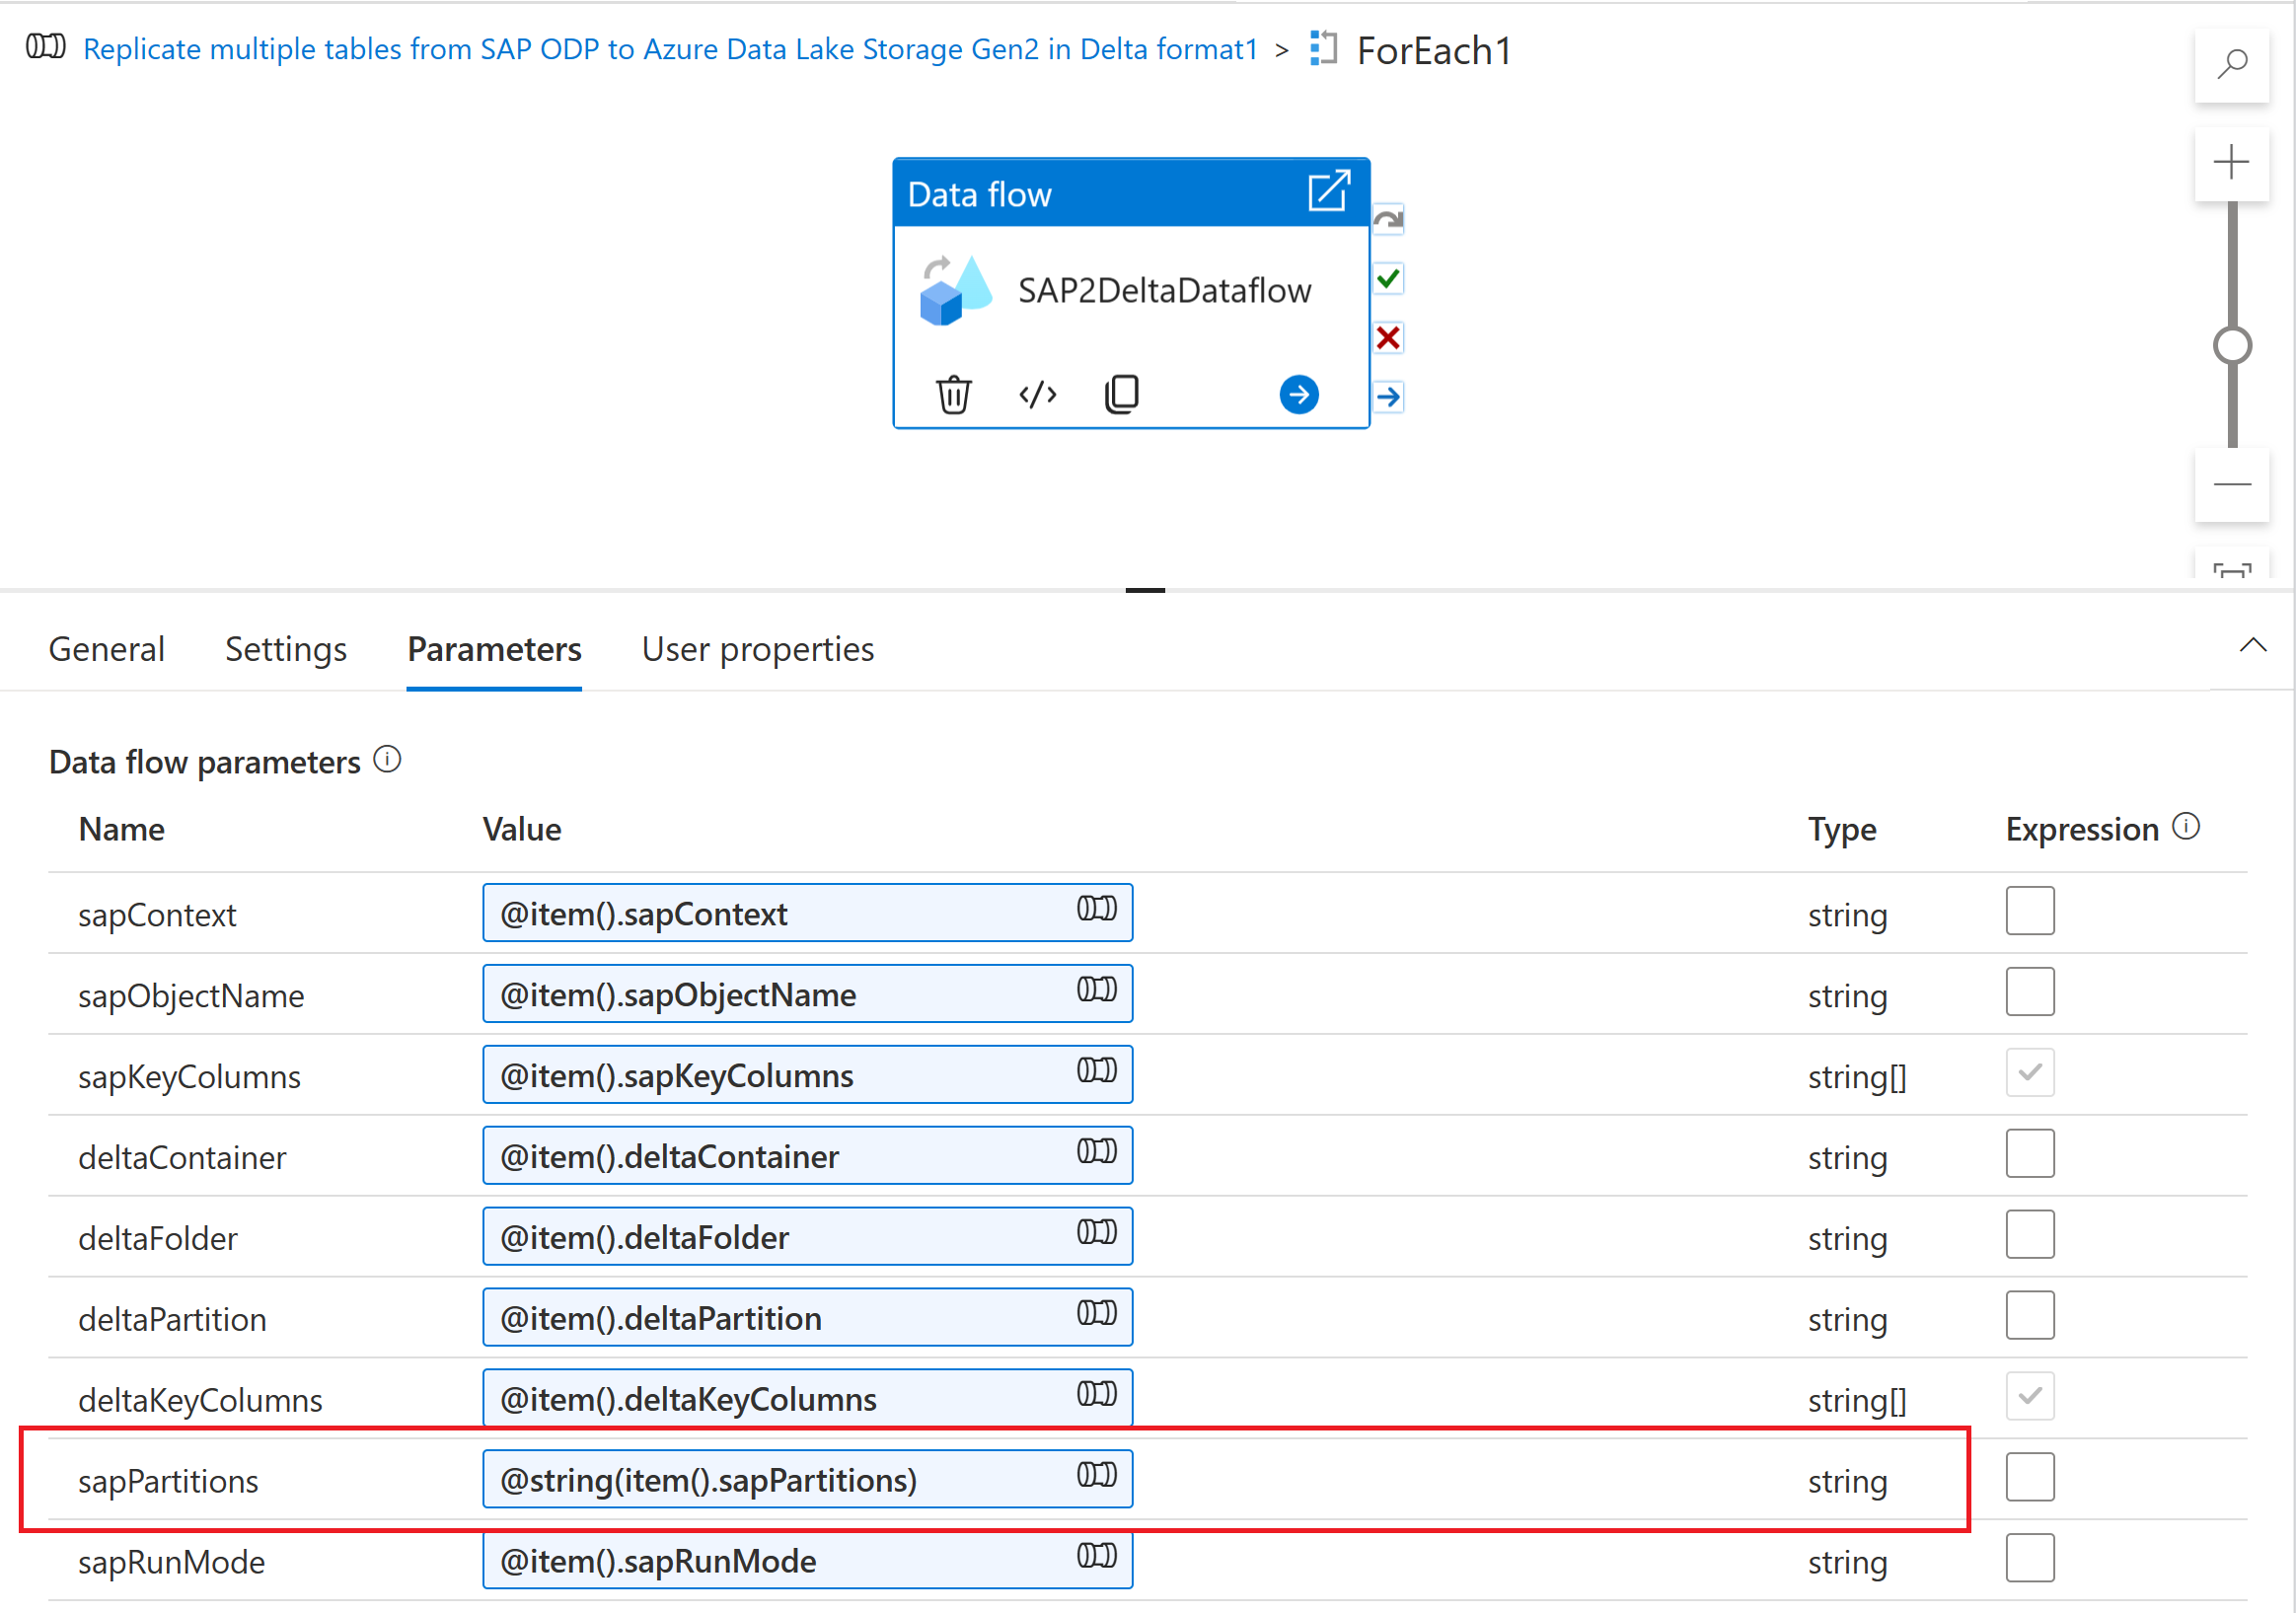 Replicate multiple tables from SAP ODP to Azure Data Lake Storage Gen2 in Delta format1 > ForEach1
Data flow
SAP2DeltaDataflow
General Settings Parameters User properties
Data flow parameters
Name Value Type Expression
sapContext @item().sapContext string
sapObjectName @item().sapObjectName string
sapKeyColumns @item().sapKeyColumns string[]
deltaContainer @item().deltaContainer string
deltaFolder @item().deltaFolder string
deltaPartition @item().deltaPartition string
deltaKeyColumns @item().deltaKeyColumns string[]
sapPartitions @string(item().sapPartitions) string
sapRunMode @item().sapRunMode string